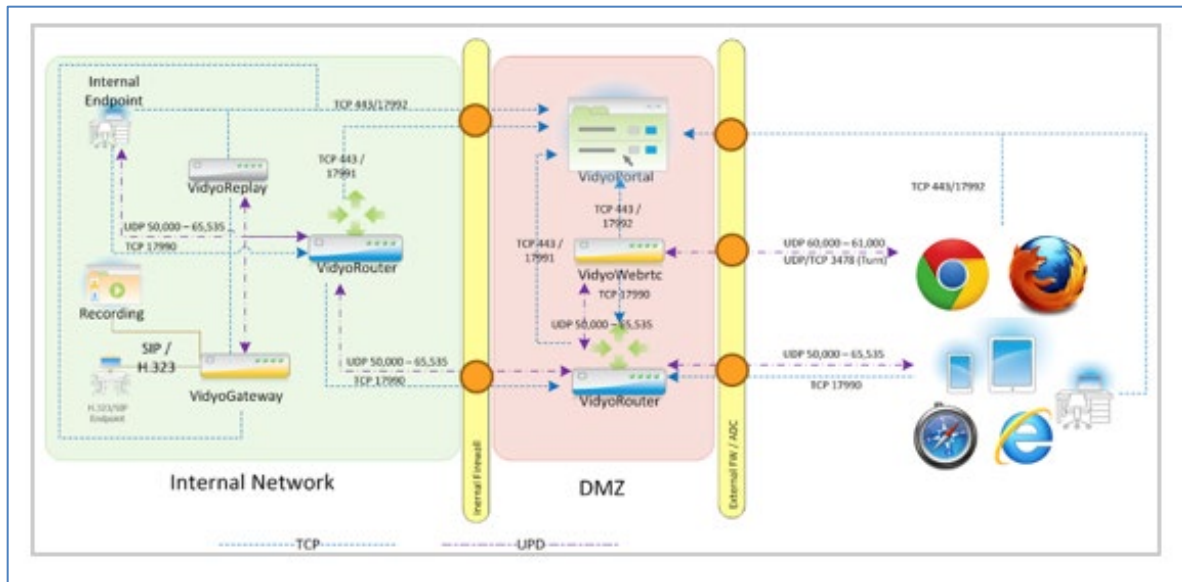 Internal
Endpoint
TCP 443/17992
TCP 443 /
17991
VidyoReplay
UDP 50,000 – 65,535
TCP 17990
VidyoRouter
Recording
SIP /
H.323
H.323/SIP
Endpoint
VidyoGateway
UDP 50,000 – 65,535
TCP 17990
Internal Network
Inernal Firewall
VidyoPortal
TCP 443 /
17992
TCP 443 /
17991
VidyoWebrtc
TCP 17990
UDP 50,000 – 65,535
VidyoRouter
DMZ
External FW / ADC
TCP 443/17992
UDP 60,000 – 61,000
UDP/TCP 3478 (Turn)
UDP 50,000 – 65,535
TCP 17990
TCP
UPD